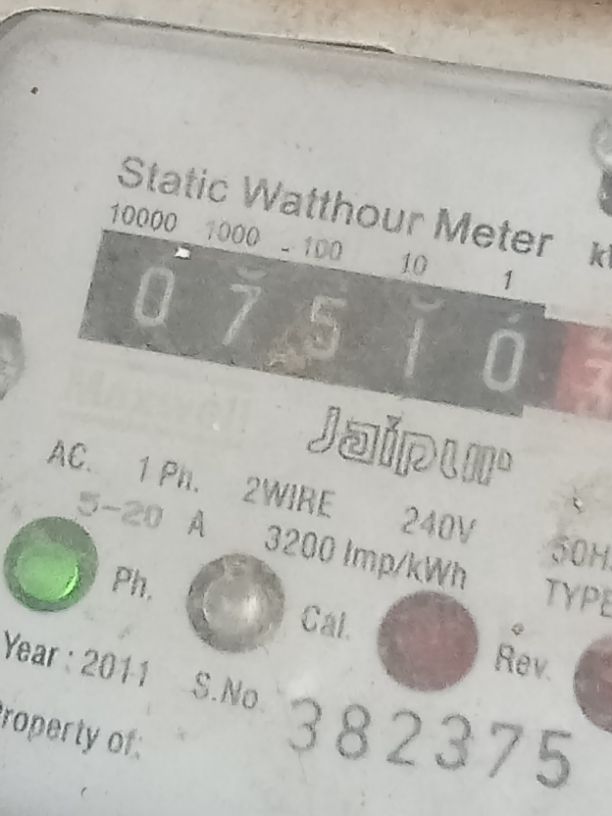 Static Watthour Meter
10000 1000 - 100 10 1
0 7 5 1 0
Jaipur
AC. 1 Ph. 2WIRE 240V
5-20 A 3200 Imp/kWh
Ph. Cal. Rev.
Year : 2011 S.No. 382375
Property of: